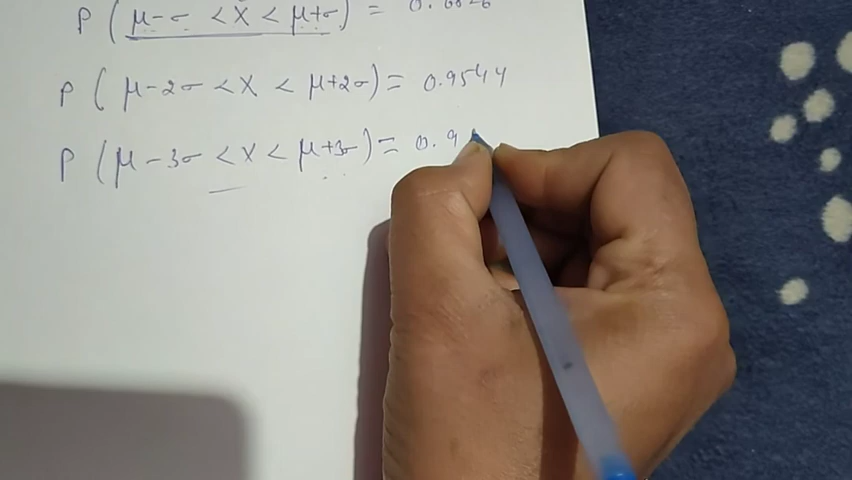 P (μ-σ < X < μ+σ) = 0.6826
P (μ-2σ < X < μ+2σ) = 0.9544
P (μ-3σ < X < μ+3σ) = 0.9